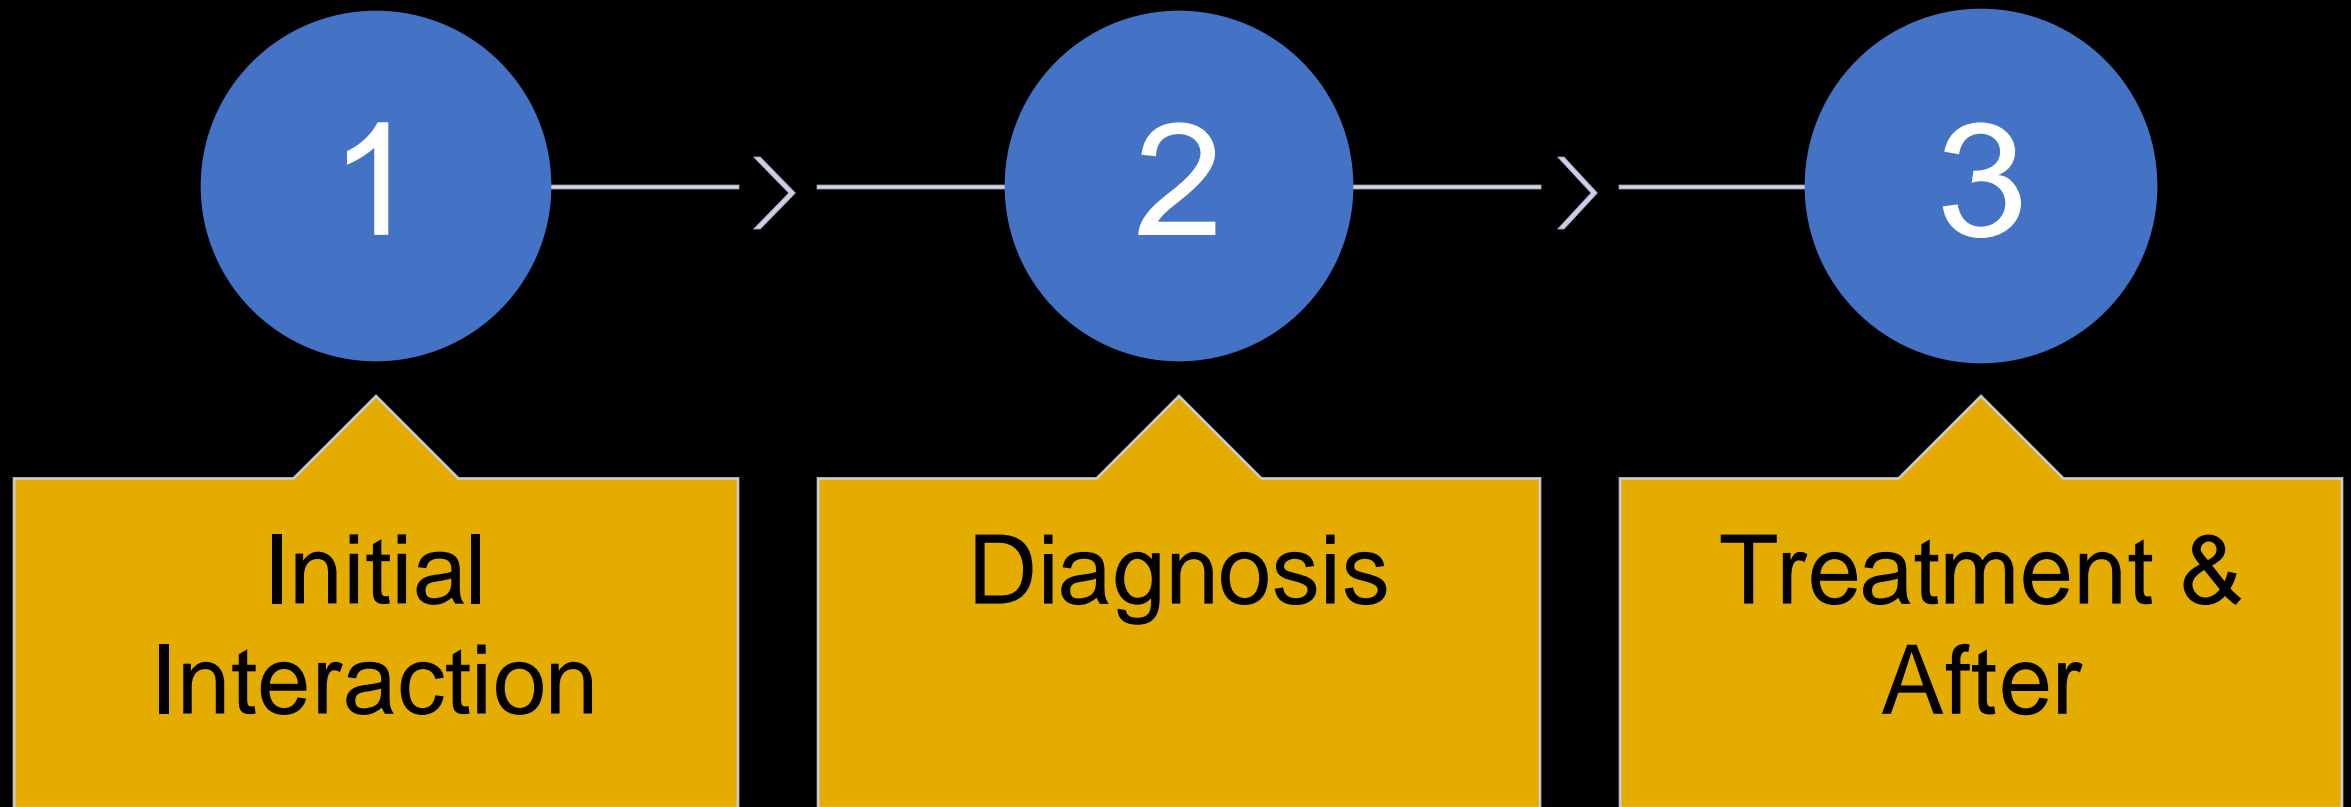 1
2
3
Initial
Interaction
Diagnosis
Treatment &
After